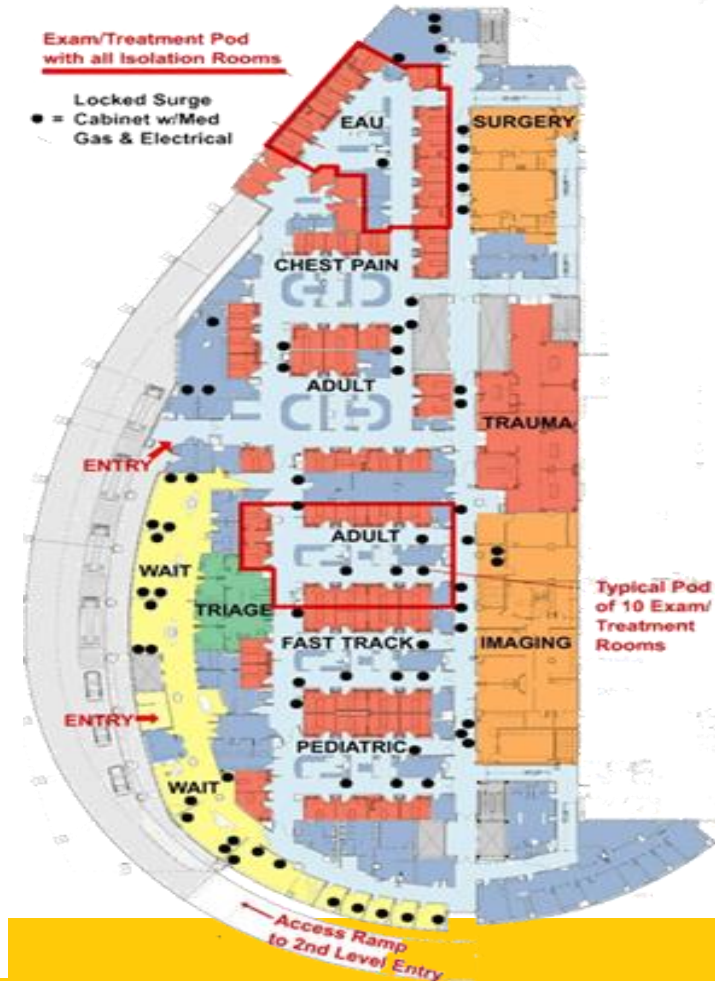 Exam/Treatment Pod
with all Isolation Rooms
Locked Surge
= Cabinet w/Med
Gas & Electrical
EAU
SURGERY
CHEST PAIN
ADULT
TRAUMA
ENTRY
ADULT
WAIT
TRIAGE
Typical Pod
of 10 Exam/
Treatment
Rooms
FAST TRACK
IMAGING
ENTRY
PEDIATRIC
WAIT
Access Ramp
to 2nd Level Entry